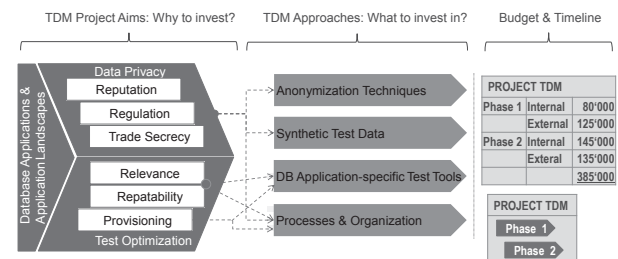 TDM Project Aims: Why to invest?
TDM Approaches: What to invest in?
Budget & Timeline
Database Applications &
Application Landscapes
Data Privacy
Reputation
Regulation
Trade Secrecy
Relevance
Repatability
Provisioning
Test Optimization
Anonymization Techniques
Synthetic Test Data
DB Application-specific Test Tools
Processes & Organization
PROJECT TDM
Phase 1 Internal 80'000
External 125'000
Phase 2 Internal 145'000
Exteral 135'000
385'000
PROJECT TDM
Phase 1
Phase 2